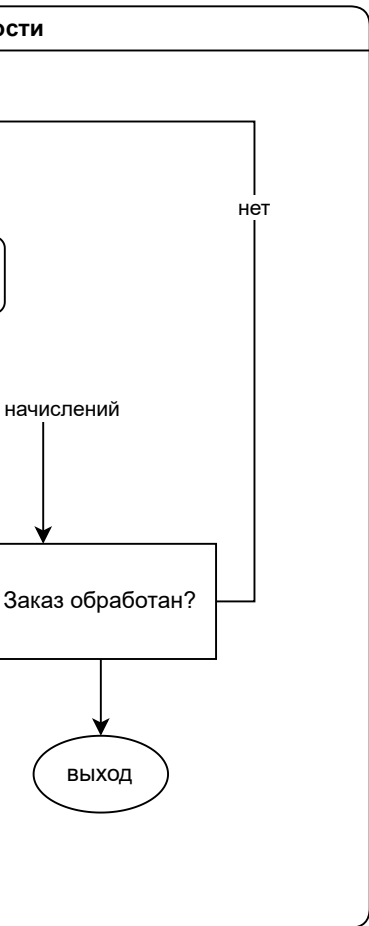 ости
нет
начислений
Заказ обработан?
выход